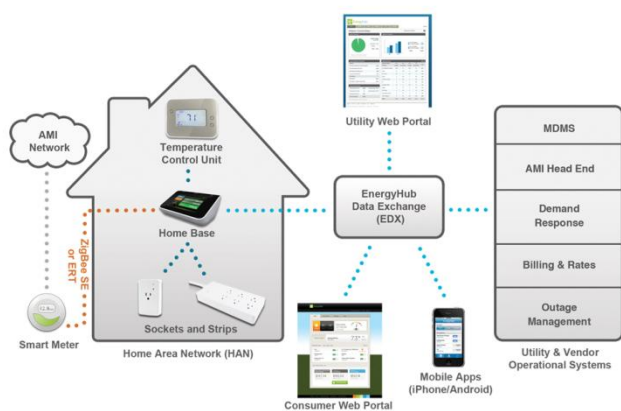 AMI
Network
Smart Meter
ZigBee SE
or ERT
71
Temperature
Control Unit
Home Base
Sockets and Strips
Home Area Network (HAN)
Utility Web Portal
EnergyHub
Data Exchange
(EDX)
Consumer Web Portal
Mobile Apps
(iPhone/Android)
MDMS
AMI Head End
Demand
Response
Billing & Rates
Outage
Management
Utility & Vendor
Operational Systems